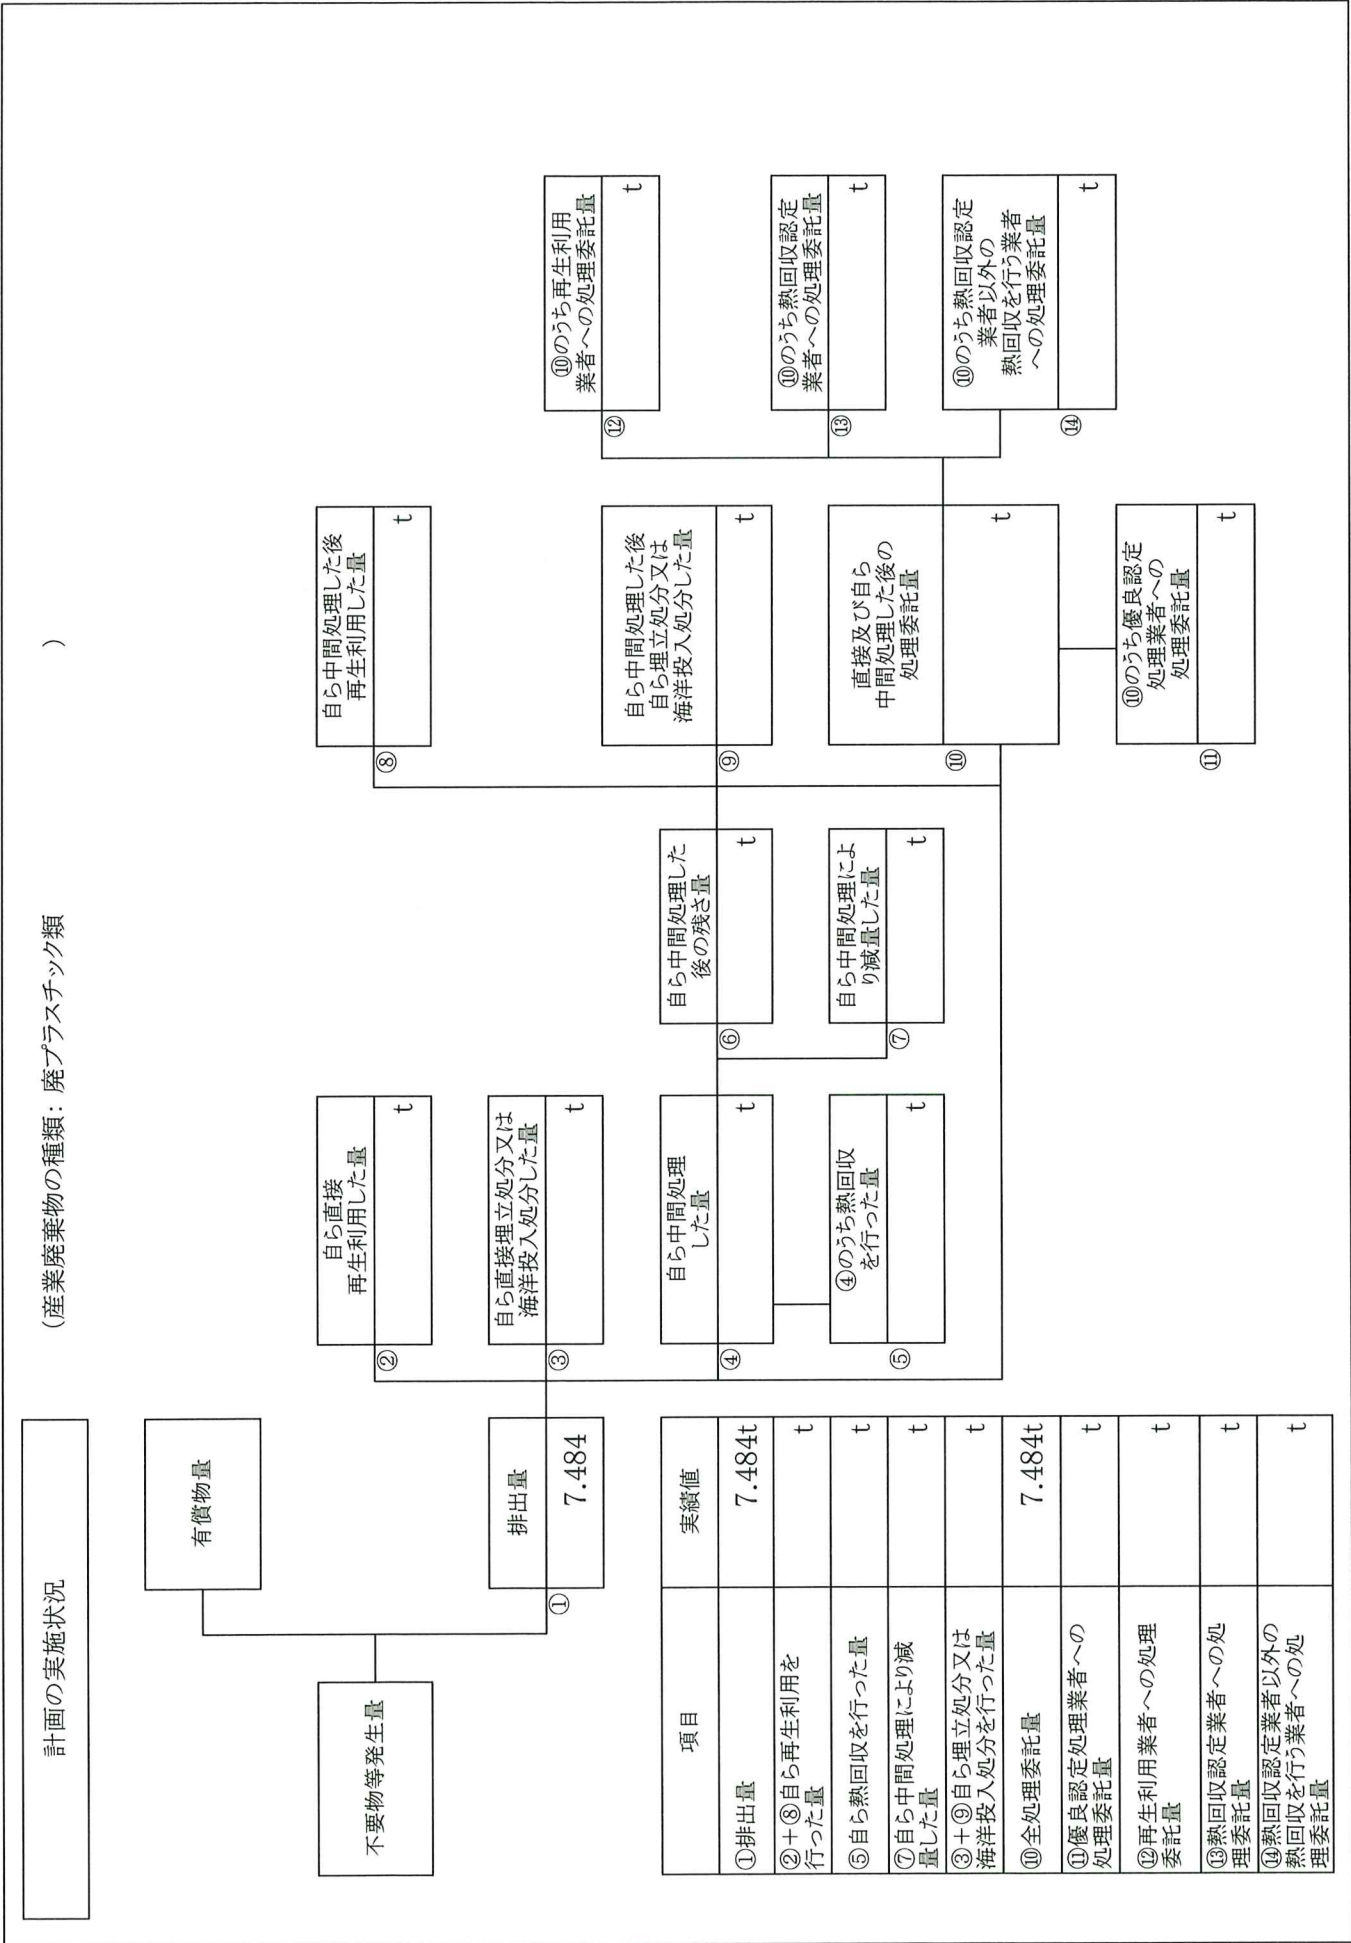 計画の実施状況
(産業廃棄物の種類：廃プラスチック類
)
不要物等発生量
有償物量
①
排出量
7.484
②
自ら直接
再生利用した量
t
③
自ら直接埋立処分又は
海洋投入処分した量
t
④
自ら中間処理
した量
t
⑤
④のうち熱回収
を行った量
t
⑥
自ら中間処理した
後の残さ量
t
⑦
自ら中間処理によ
り減量した量
t
⑧
自ら中間処理した後
再生利用した量
t
⑨
自ら中間処理した後
自ら埋立処分又は
海洋投入処分した量
t
⑩
直接及び自ら
中間処理した後の
処理委託量
t
⑪
⑩のうち優良認定
処理業者への
処理委託量
t
⑫
⑩のうち再生利用
業者への処理委託量
t
⑬
⑩のうち熱回収認定
業者への処理委託量
t
⑭
⑩のうち熱回収認定
業者以外の
熱回収を行う業者
への処理委託量
t
項目 実績値
①排出量 7.484t
②+⑧自ら再生利用を
行った量 t
⑤自ら熱回収を行った量 t
⑦自ら中間処理により減
量した量 t
③+⑨自ら埋立処分又は
海洋投入処分を行った量 t
⑩全処理委託量 7.484t
⑪優良認定処理業者への
処理委託量 t
⑫再生利用業者への処理
委託量 t
⑬熱回収認定業者への処
理委託量 t
⑭熱回収認定業者以外の
熱回収を行う業者への処
理委託量 t